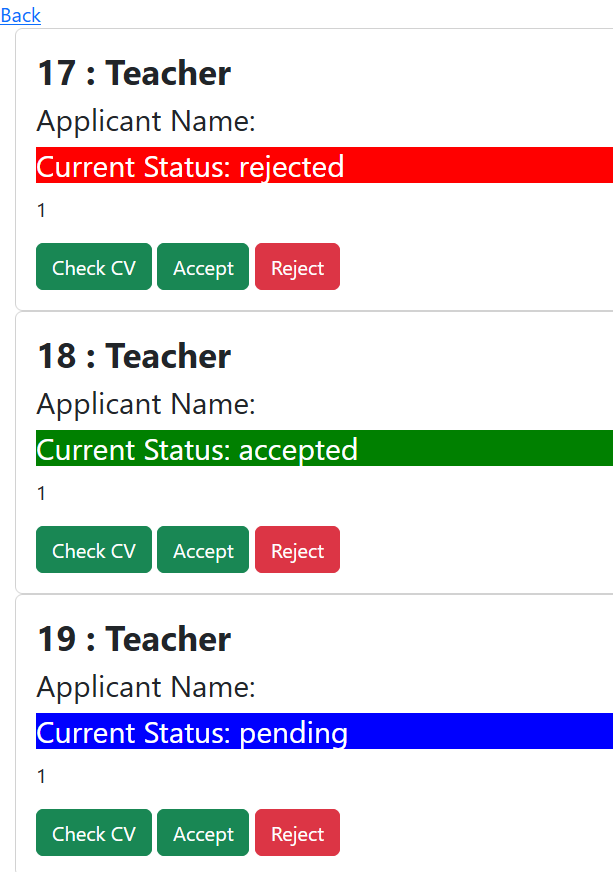 Back
17 : Teacher
Applicant Name:
Current Status: rejected
1
Check CV Accept Reject
18 : Teacher
Applicant Name:
Current Status: accepted
1
Check CV Accept Reject
19 : Teacher
Applicant Name:
Current Status: pending
1
Check CV Accept Reject